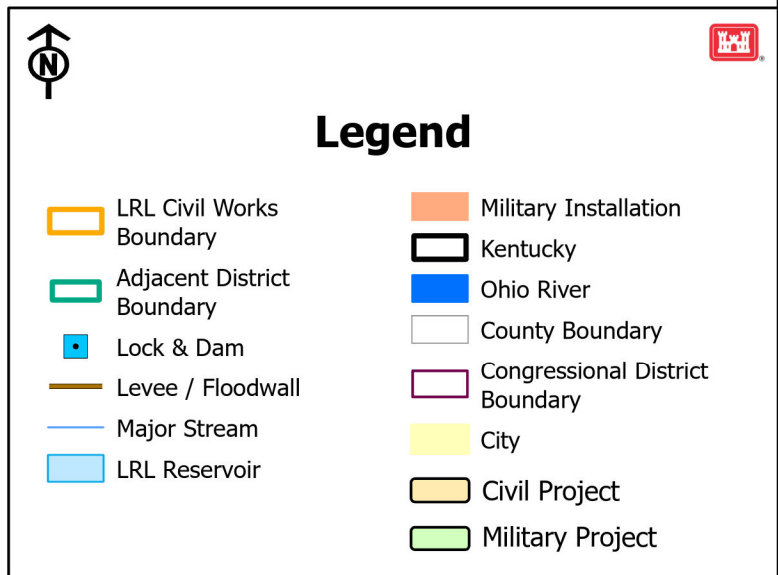 N
®
Legend
LRL Civil Works
Boundary
Adjacent District
Boundary
Lock & Dam
Levee / Floodwall
Major Stream
LRL Reservoir
Military Installation
Kentucky
Ohio River
County Boundary
Congressional District
Boundary
City
Civil Project
Military Project